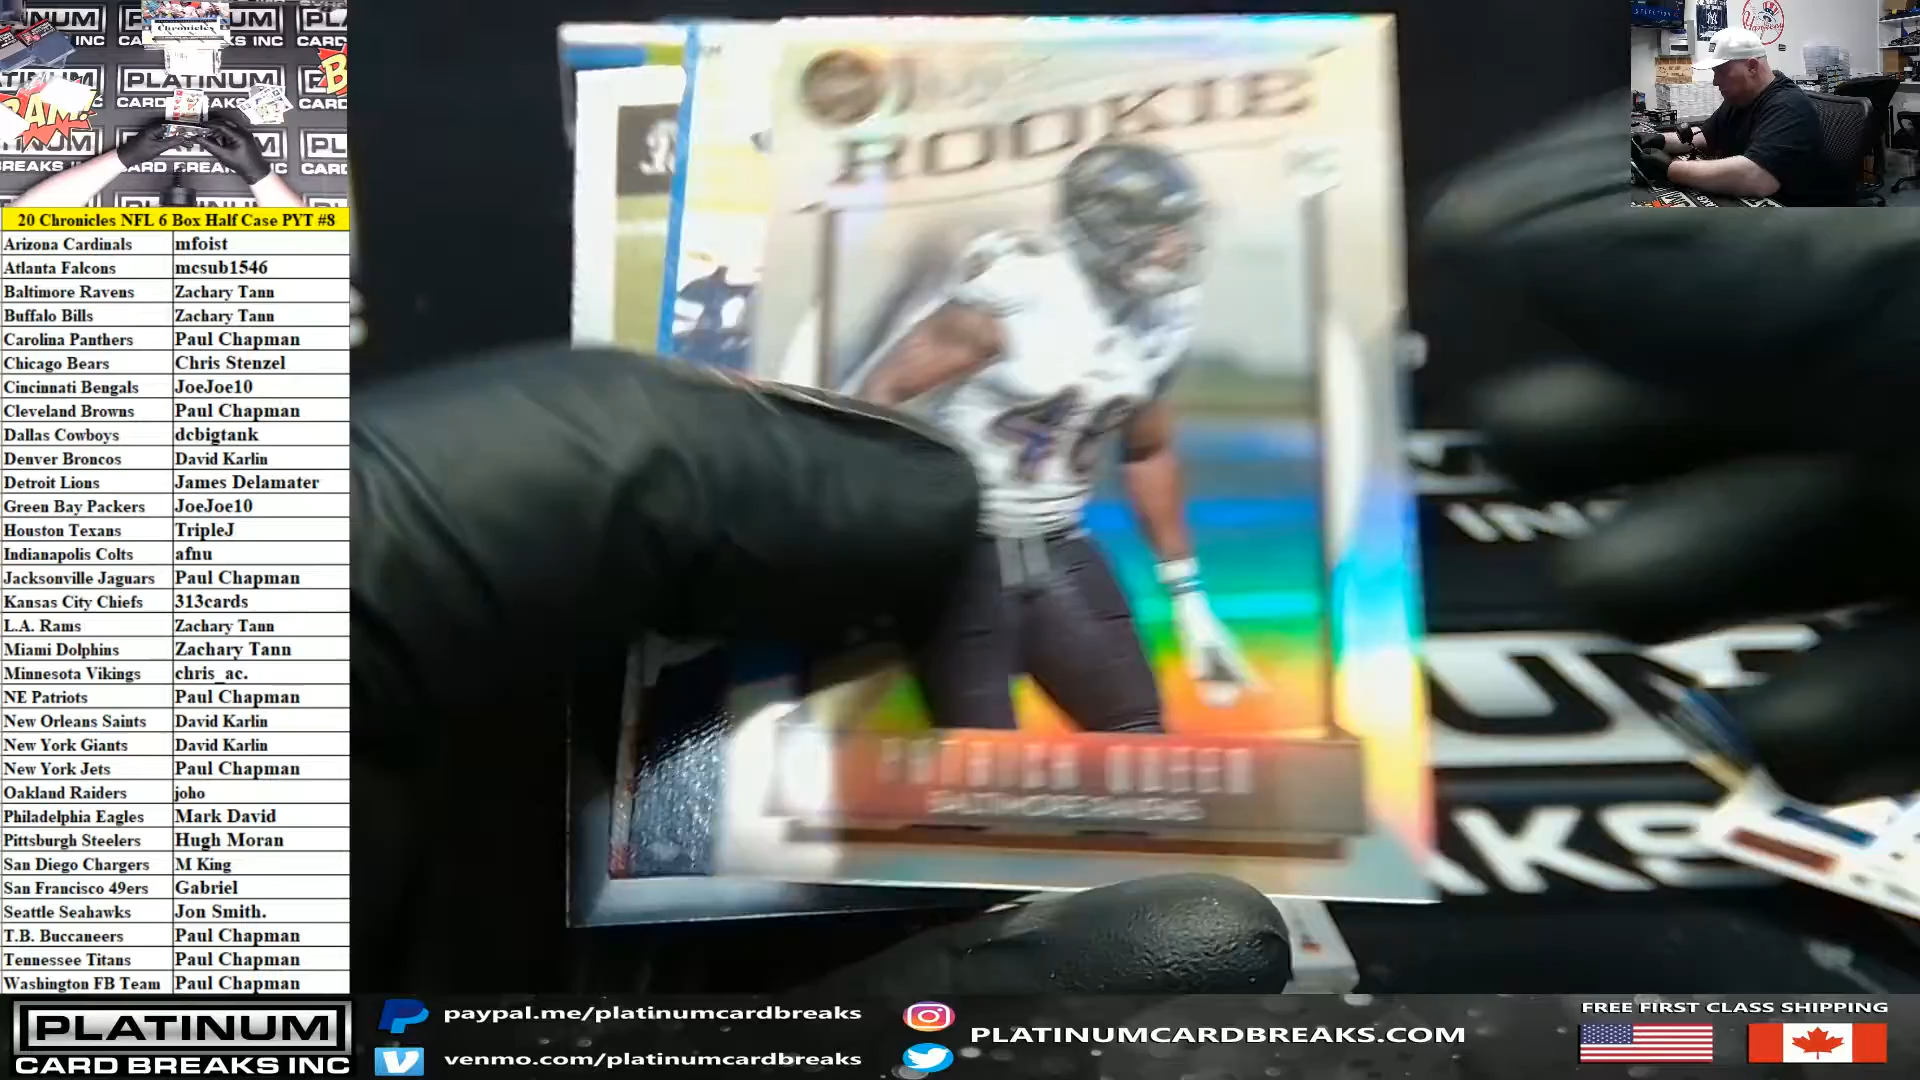 20 Chronicles NFL 6 Box Half Case PYT #8
Arizona Cardinals mfoist
Atlanta Falcons mcsub1546
Baltimore Ravens Zachary Tann
Buffalo Bills Zachary Tann
Carolina Panthers Paul Chapman
Chicago Bears Chris Stenzel
Cincinnati Bengals JoeJoe10
Cleveland Browns Paul Chapman
Dallas Cowboys dcbigtank
Denver Broncos David Karlin
Detroit Lions James Delamater
Green Bay Packers JoeJoe10
Houston Texans TripleJ
Indianapolis Colts afnu
Jacksonville Jaguars Paul Chapman
Kansas City Chiefs 313cards
L.A. Rams Zachary Tann
Miami Dolphins Zachary Tann
Minnesota Vikings chris_ac.
NE Patriots Paul Chapman
New Orleans Saints David Karlin
New York Giants David Karlin
New York Jets Paul Chapman
Oakland Raiders joho
Philadelphia Eagles Mark David
Pittsburgh Steelers Hugh Moran
San Diego Chargers M King
San Francisco 49ers Gabriel
Seattle Seahawks Jon Smith.
T.B. Buccaneers Paul Chapman
Tennessee Titans Paul Chapman
Washington FB Team Paul Chapman
ROOKIE
PATRICK QUEEN
BALTIMORE RAVENS
PLATINUM
CARD BREAKS INC
paypal.me/platinumcardbreaks
venmo.com/platinumcardbreaks
PLATINUMCARDBREAKS.COM
FREE FIRST CLASS SHIPPING